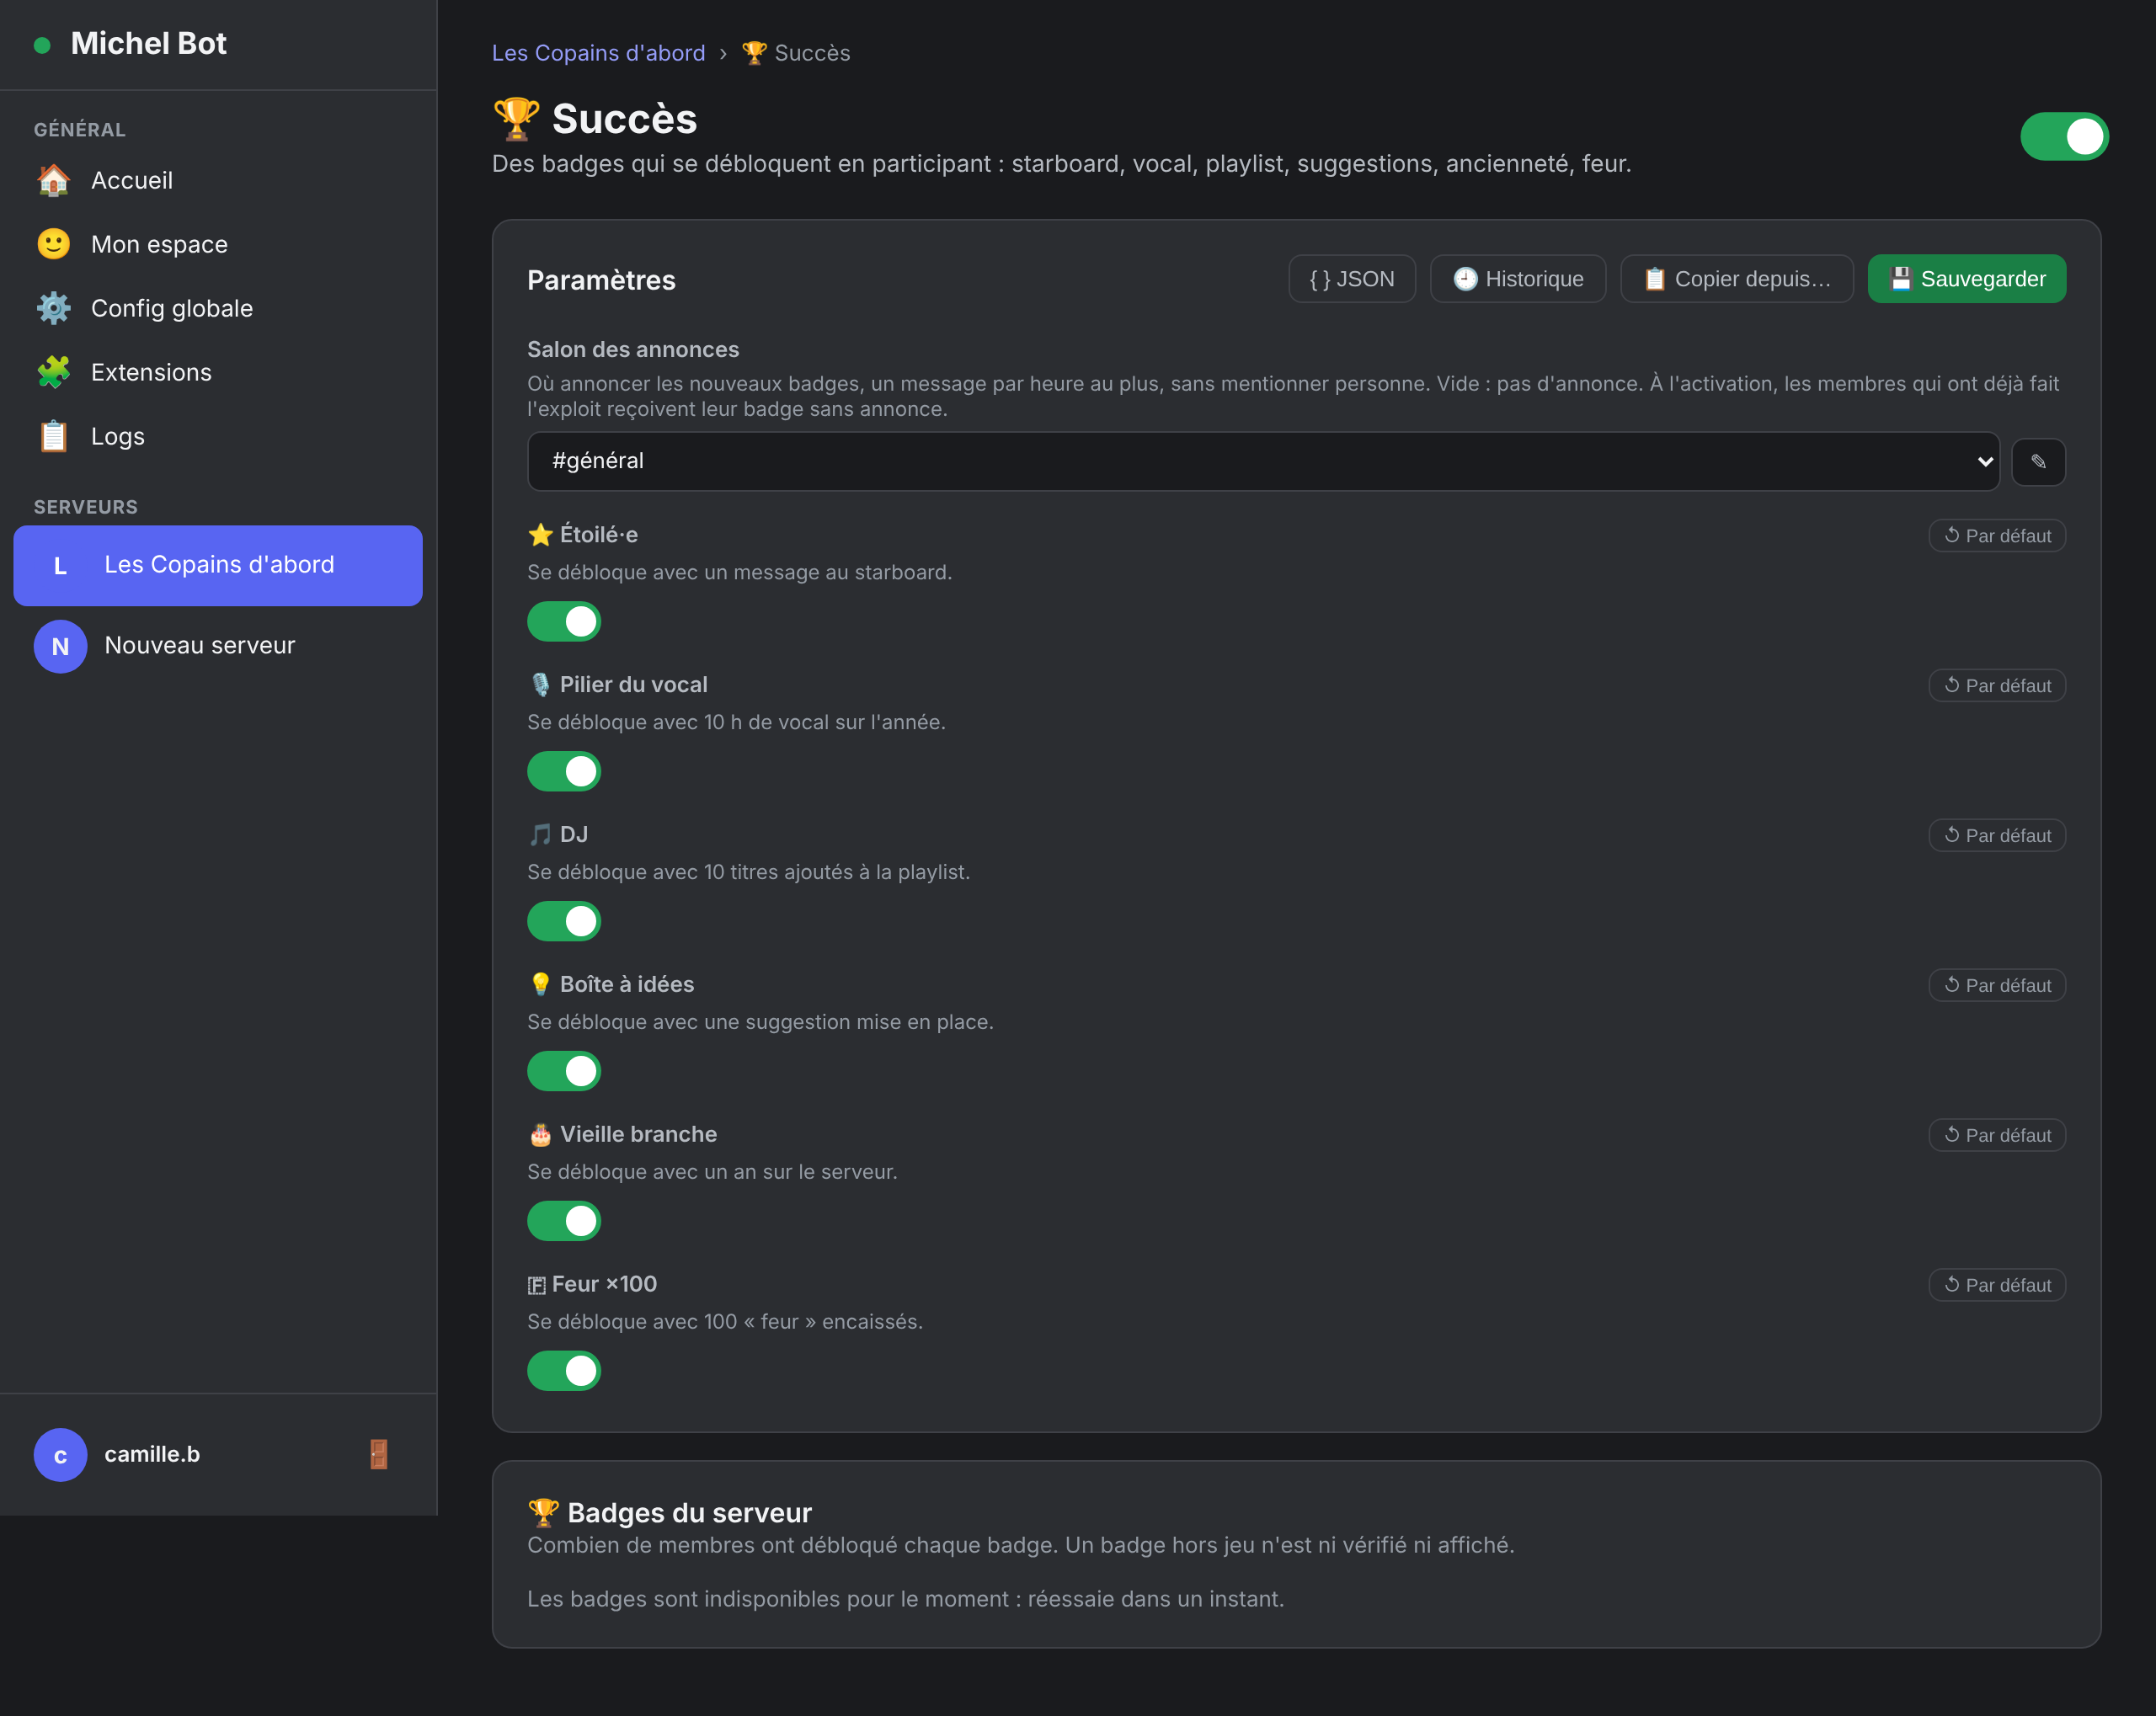 Michel Bot
GÉNÉRAL
🏠 Accueil
🙂 Mon espace
⚙️ Config globale
🧩 Extensions
📋 Logs
SERVEURS
L Les Copains d'abord
N Nouveau serveur
c camille.b
Les Copains d'abord › 🏆 Succès
🏆 Succès
Des badges qui se débloquent en participant : starboard, vocal, playlist, suggestions, ancienneté, feur.
Paramètres
{ } JSON
🕘 Historique
📋 Copier depuis…
💾 Sauvegarder
Salon des annonces
Où annoncer les nouveaux badges, un message par heure au plus, sans mentionner personne. Vide : pas d'annonce. À l'activation, les membres qui ont déjà fait
l'exploit reçoivent leur badge sans annonce.
#général
⭐ Étoilé·e
↺ Par défaut
Se débloque avec un message au starboard.
🎙️ Pilier du vocal
↺ Par défaut
Se débloque avec 10 h de vocal sur l'année.
🎵 DJ
↺ Par défaut
Se débloque avec 10 titres ajoutés à la playlist.
💡 Boîte à idées
↺ Par défaut
Se débloque avec une suggestion mise en place.
🎂 Vieille branche
↺ Par défaut
Se débloque avec un an sur le serveur.
🇫 Feur ×100
↺ Par défaut
Se débloque avec 100 « feur » encaissés.
🏆 Badges du serveur
Combien de membres ont débloqué chaque badge. Un badge hors jeu n'est ni vérifié ni affiché.
Les badges sont indisponibles pour le moment : réessaie dans un instant.